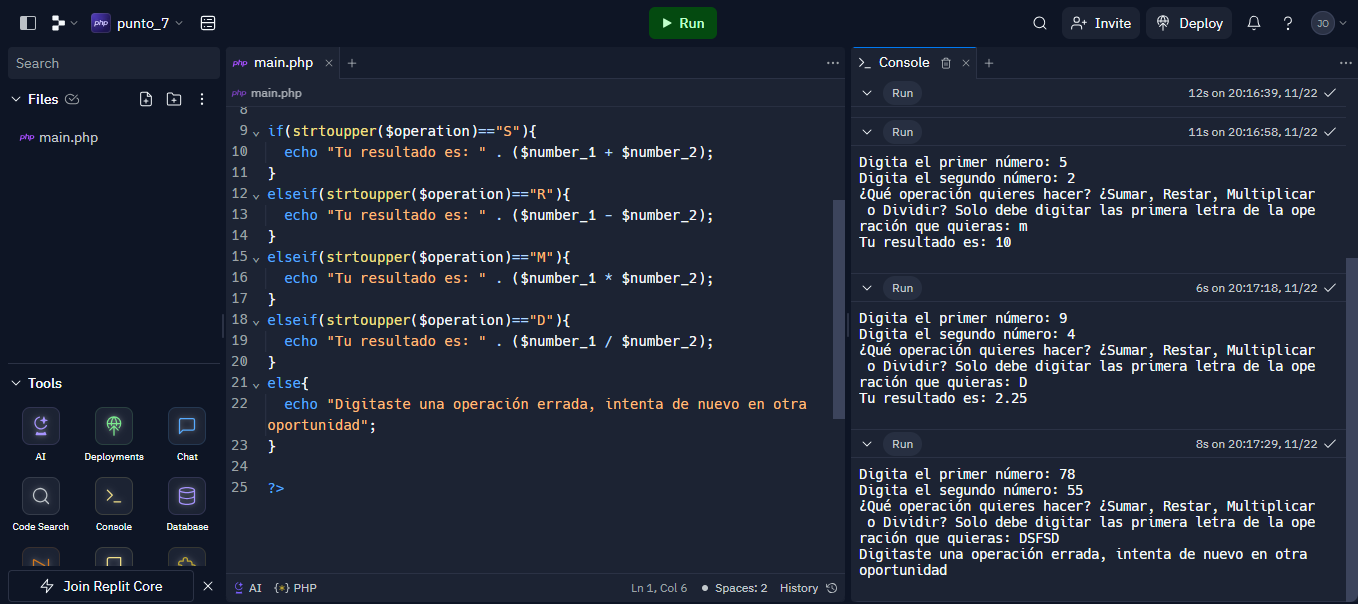 php punto_7
Run
Invite
Deploy
JO
Search
Files
php main.php
Tools
AI
Deployments
Chat
Code Search
Console
Database
Join Replit Core
php main.php
php main.php
8
9 if(strtoupper($operation)=="S"){
10 echo "Tu resultado es: " . ($number_1 + $number_2);
11 }
12 elseif(strtoupper($operation)=="R"){
13 echo "Tu resultado es: " . ($number_1 - $number_2);
14 }
15 elseif(strtoupper($operation)=="M"){
16 echo "Tu resultado es: " . ($number_1 * $number_2);
17 }
18 elseif(strtoupper($operation)=="D"){
19 echo "Tu resultado es: " . ($number_1 / $number_2);
20 }
21 else{
22 echo "Digitaste una operación errada, intenta de nuevo en otra
oportunidad";
23 }
24
25 ?>
AI {} PHP
Ln 1, Col 6 Spaces: 2 History
Console
Run 12s on 20:16:39, 11/22
Run 11s on 20:16:58, 11/22
Digita el primer número: 5
Digita el segundo número: 2
¿Qué operación quieres hacer? ¿Sumar, Restar, Multiplicar
o Dividir? Solo debe digitar las primera letra de la ope
ración que quieras: m
Tu resultado es: 10
Run 6s on 20:17:18, 11/22
Digita el primer número: 9
Digita el segundo número: 4
¿Qué operación quieres hacer? ¿Sumar, Restar, Multiplicar
o Dividir? Solo debe digitar las primera letra de la ope
ración que quieras: D
Tu resultado es: 2.25
Run 8s on 20:17:29, 11/22
Digita el primer número: 78
Digita el segundo número: 55
¿Qué operación quieres hacer? ¿Sumar, Restar, Multiplicar
o Dividir? Solo debe digitar las primera letra de la ope
ración que quieras: DSFSD
Digitaste una operación errada, intenta de nuevo en otra
oportunidad